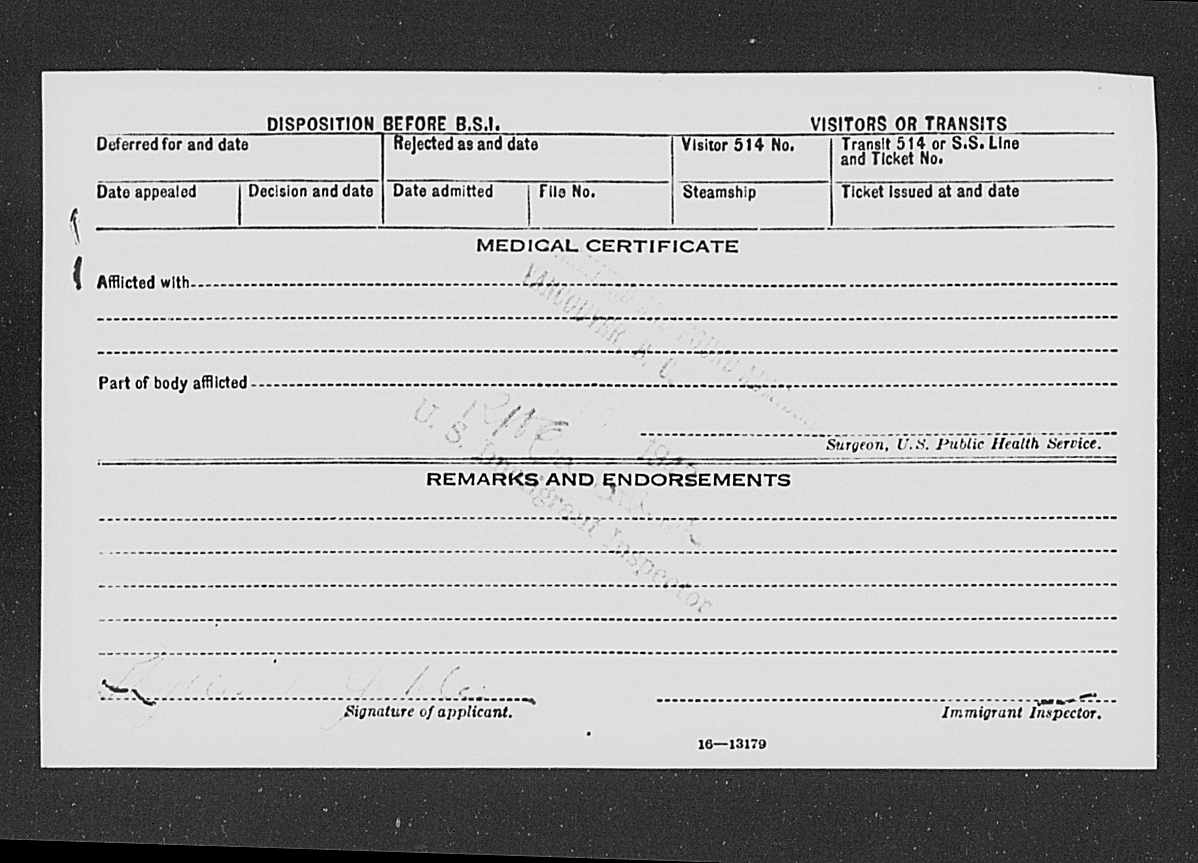 DISPOSITION BEFORE B.S.I. VISITORS OR TRANSITS
Deferred for and date Rejected as and date Visitor 514 No. Transit 514 or S.S. Line
and Ticket No.
Date appealed Decision and date Date admitted File No. Steamship Ticket issued at and date
MEDICAL CERTIFICATE
Afflicted with
VANCOUVER, B. C.
Part of body afflicted
Surgeon, U.S. Public Health Service.
U. S. Immigrant Inspector
REMARKS AND ENDORSEMENTS
Signature of applicant. Immigrant Inspector.
16—13179